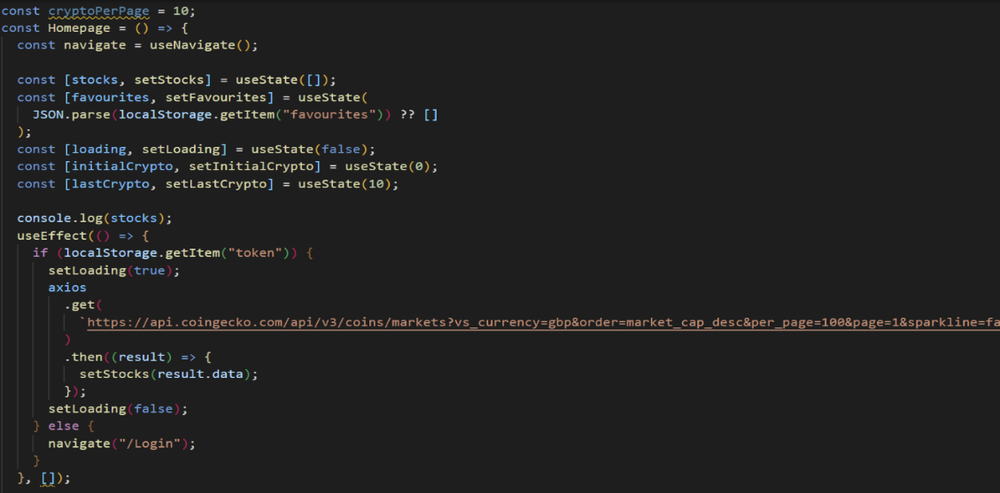 const cryptoPerPage = 10;
const Homepage = () => {
const navigate = useNavigate();
const [stocks, setStocks] = useState([]);
const [favourites, setFavourites] = useState(
JSON.parse(localStorage.getItem("favourites")) ?? []
);
const [loading, setLoading] = useState(false);
const [initialCrypto, setInitialCrypto] = useState(0);
const [lastCrypto, setLastCrypto] = useState(10);
console.log(stocks);
useEffect(() => {
if (localStorage.getItem("token")) {
setLoading(true);
axios
.get(
`https://api.coingecko.com/api/v3/coins/markets?vs_currency=gbp&order=market_cap_desc&per_page=100&page=1&sparkline=fa
)
.then((result) => {
setStocks(result.data);
});
setLoading(false);
} else {
navigate("/Login");
}
}, []);